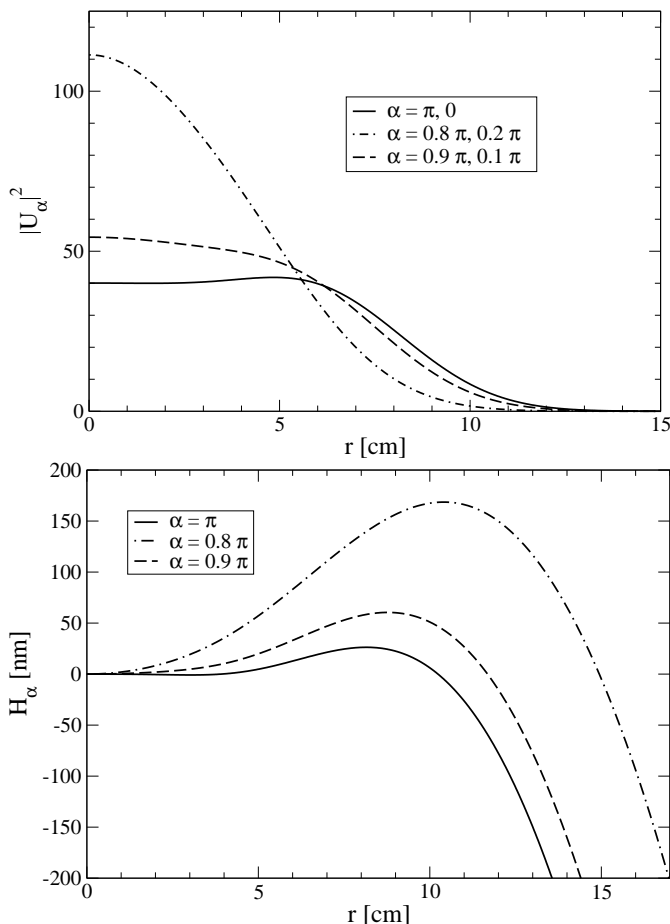 |U_α|^2
100
50
0
α = π, 0
α = 0.8 π, 0.2 π
α = 0.9 π, 0.1 π
0 5 10 15
r [cm]
H_α [nm]
200
150
100
50
0
-50
-100
-150
-200
α = π
α = 0.8 π
α = 0.9 π
0 5 10 15
r [cm]